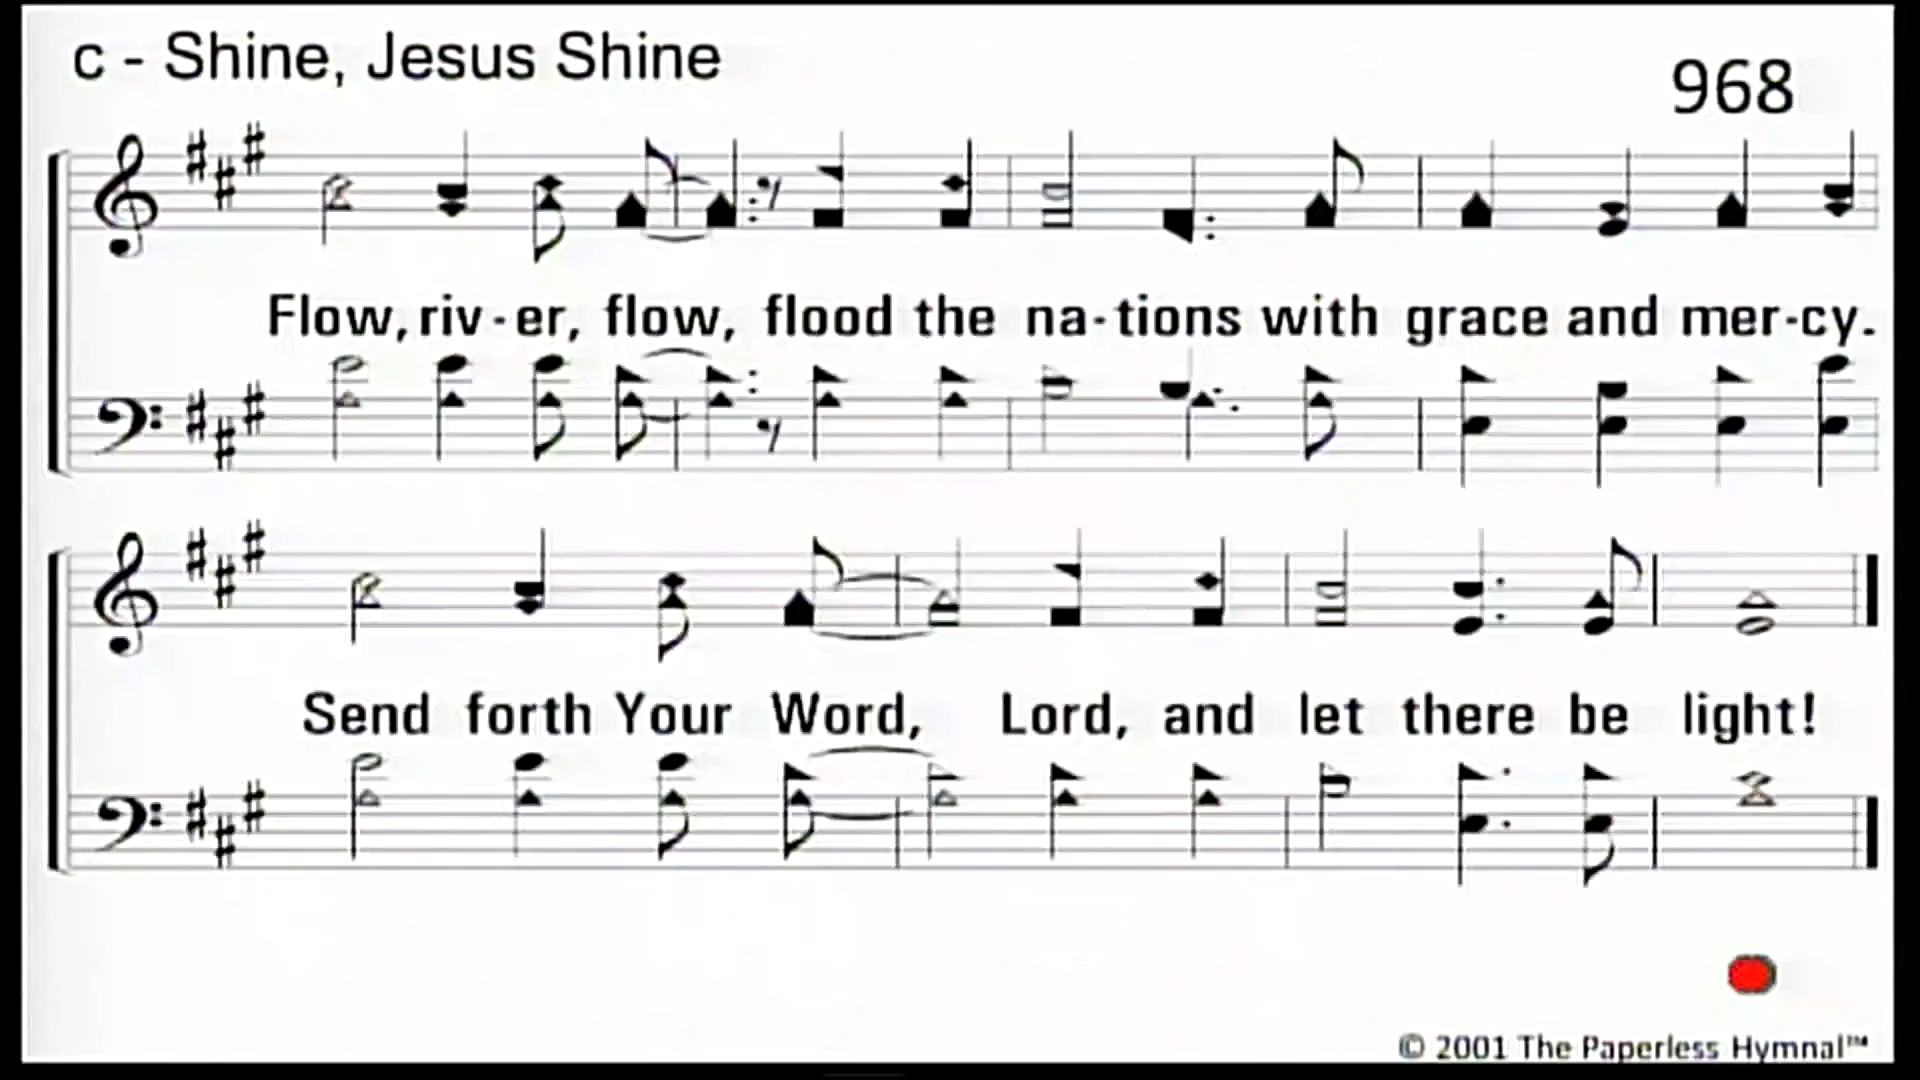 c - Shine, Jesus Shine
968
Flow, riv-er, flow, flood the na-tions with grace and mer-cy.
Send forth Your Word, Lord, and let there be light!
© 2001 The Paperless Hymnal™